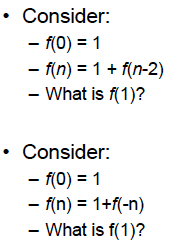 • Consider:
– f(0) = 1
– f(n) = 1 + f(n-2)
– What is f(1)?
• Consider:
– f(0) = 1
– f(n) = 1+f(-n)
– What is f(1)?